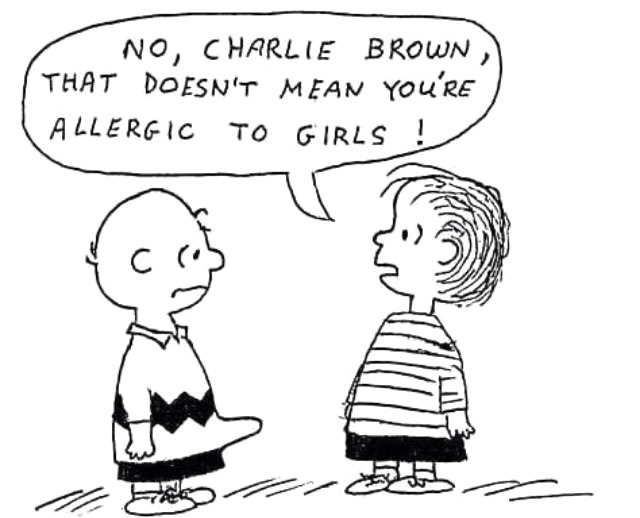 NO, CHARLIE BROWN,
THAT DOESN'T MEAN YOU'RE
ALLERGIC TO GIRLS !